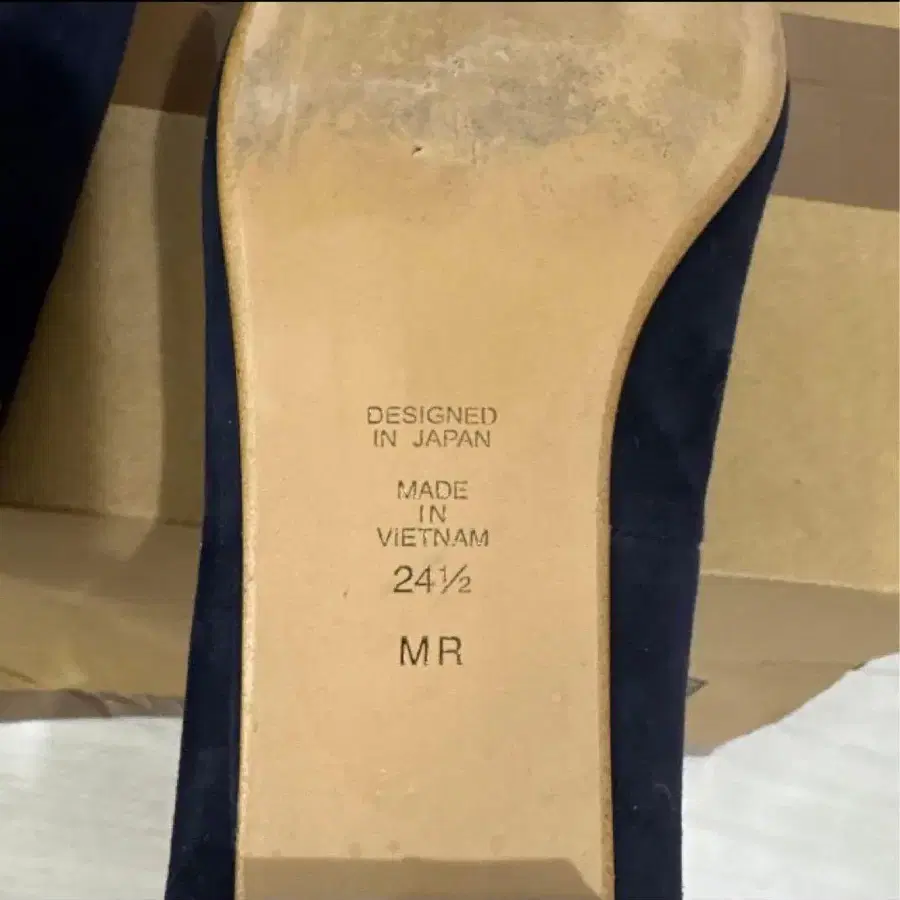 DESIGNED
IN JAPAN
MADE
IN
VIETNAM
24½
MR